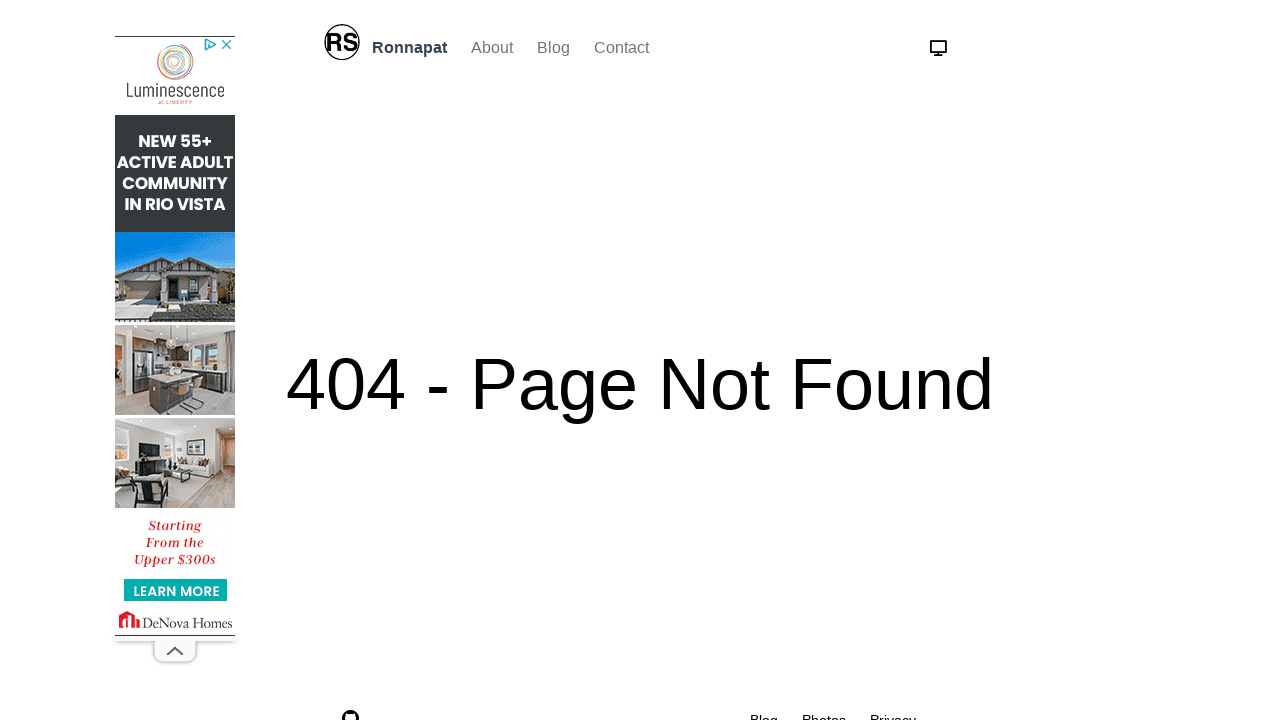 RS
Ronnapat About Blog Contact
Luminescence
at LIBERTY
NEW 55+
ACTIVE ADULT
COMMUNITY
IN RIO VISTA
404 - Page Not Found
Starting
From the
Upper $300s
LEARN MORE
DeNova Homes
Blog Photos Privacy